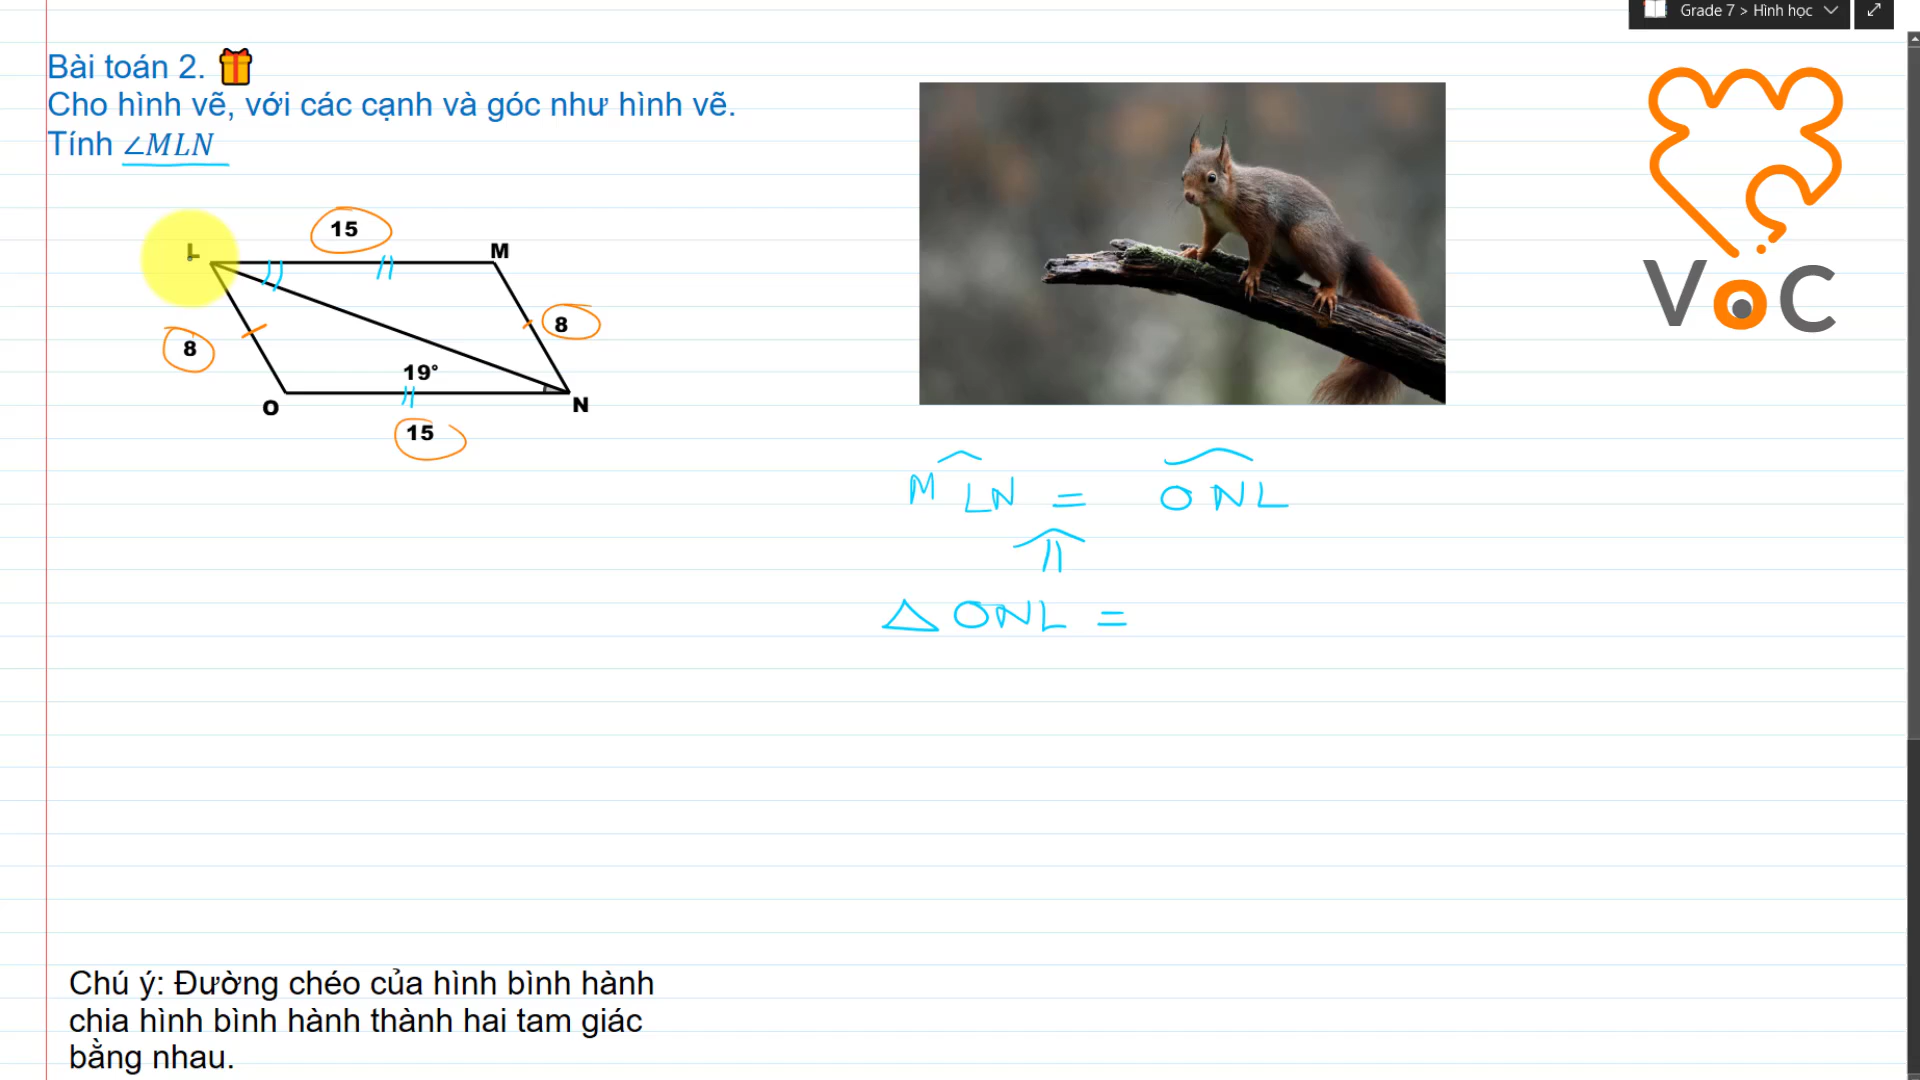 Grade 7 > Hình học
Bài toán 2.
Cho hình vẽ, với các cạnh và góc như hình vẽ.
Tính ∠MLN
15
L
M
8
8
19°
O
N
15
VOC
MLN = ONL
⇑
△ ONL =
Chú ý: Đường chéo của hình bình hành
chia hình bình hành thành hai tam giác
bằng nhau.